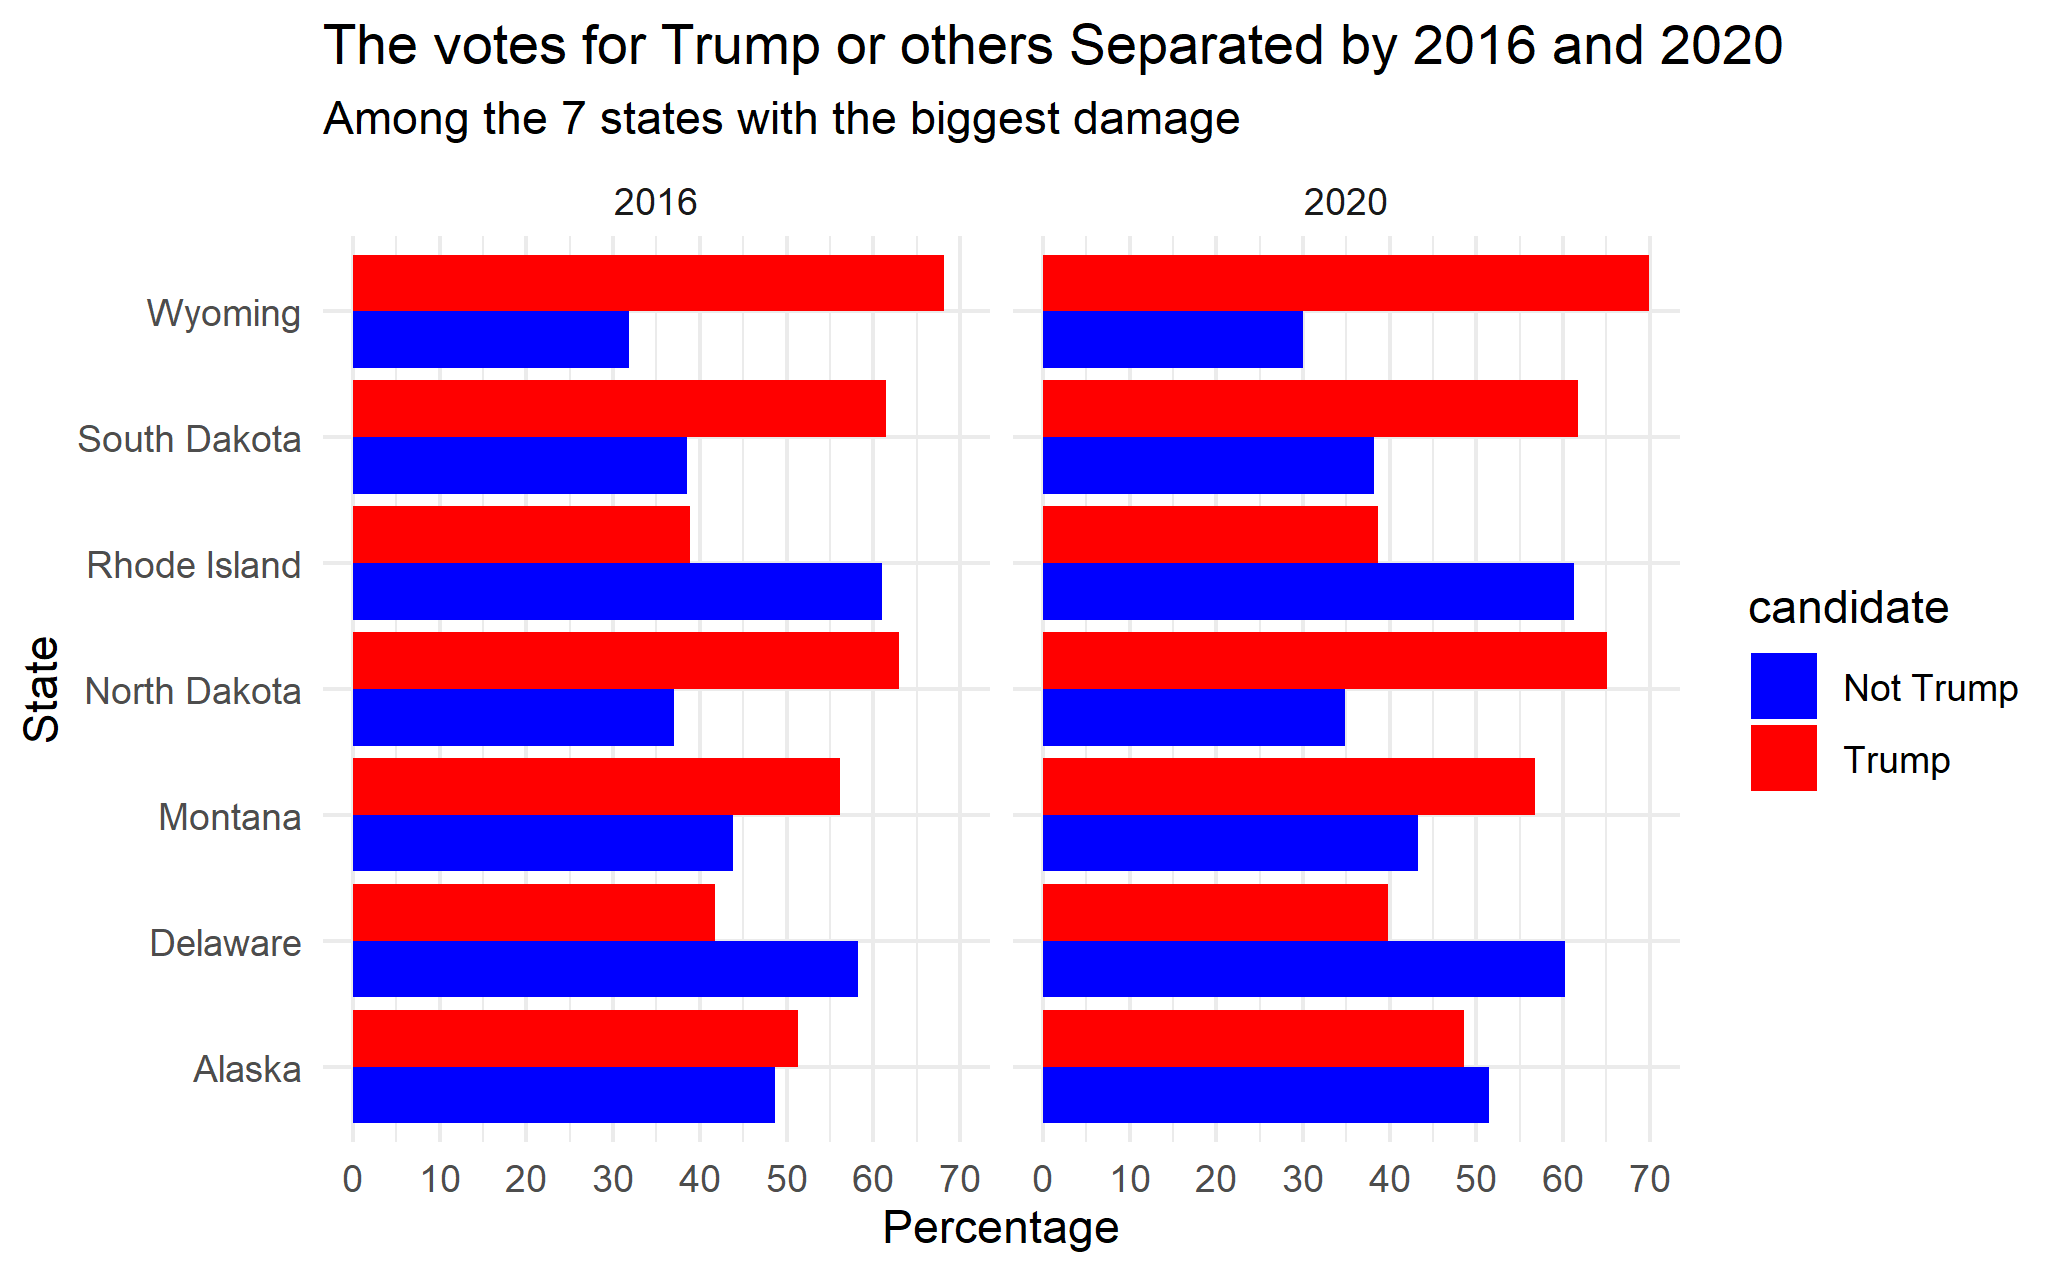 The votes for Trump or others Separated by 2016 and 2020
Among the 7 states with the biggest damage
2016
2020
State
Wyoming
South Dakota
Rhode Island
North Dakota
Montana
Delaware
Alaska
0 10 20 30 40 50 60 70
0 10 20 30 40 50 60 70
Percentage
candidate
Not Trump
Trump